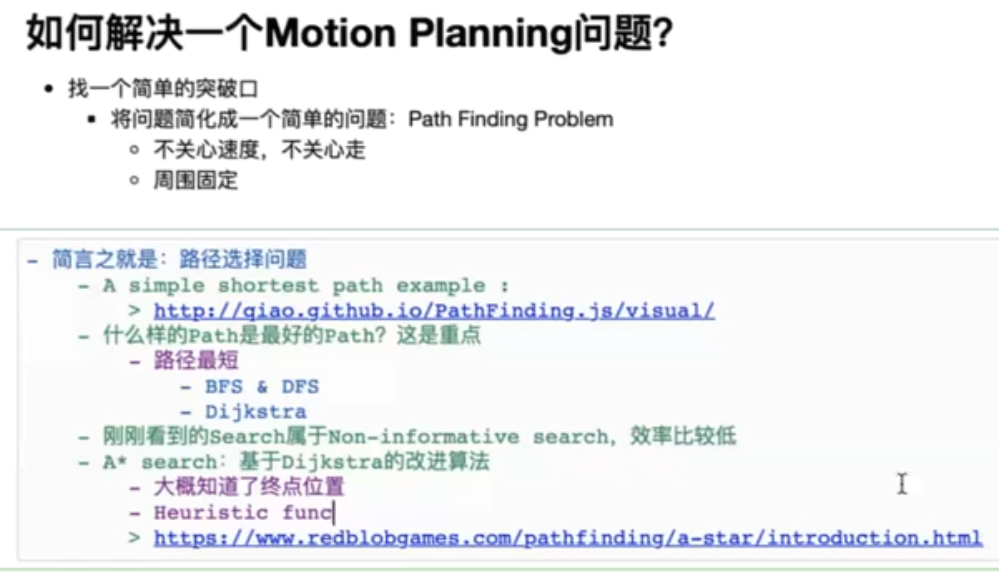 如何解决一个Motion Planning问题?
• 找一个简单的突破口
▪ 将问题简化成一个简单的问题：Path Finding Problem
◦ 不关心速度，不关心走
◦ 周围固定
- 简言之就是：路径选择问题
- A simple shortest path example :
> http://qiao.github.io/PathFinding.js/visual/
- 什么样的Path是最好的Path？这是重点
- 路径最短
- BFS & DFS
- Dijkstra
- 刚刚看到的Search属于Non-informative search，效率比较低
- A* search：基于Dijkstra的改进算法
- 大概知道了终点位置
- Heuristic func
> https://www.redblobgames.com/pathfinding/a-star/introduction.html